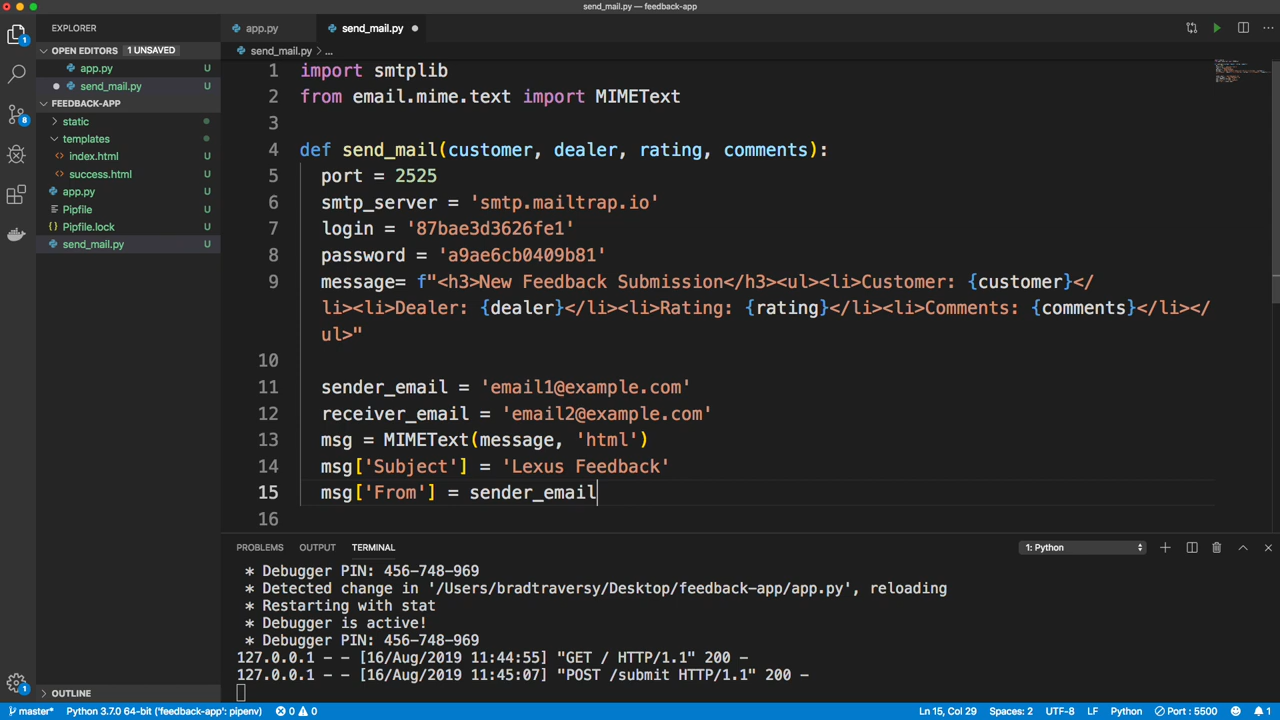 send_mail.py — feedback-app
EXPLORER
app.py
send_mail.py
OPEN EDITORS 1 UNSAVED
send_mail.py > ...
app.py U
send_mail.py U
FEEDBACK-APP
static
templates
index.html U
success.html U
app.py U
Pipfile U
Pipfile.lock U
send_mail.py U
OUTLINE
1 import smtplib
2 from email.mime.text import MIMEText
3
4 def send_mail(customer, dealer, rating, comments):
5 port = 2525
6 smtp_server = 'smtp.mailtrap.io'
7 login = '87bae3d3626fe1'
8 password = 'a9ae6cb0409b81'
9 message= f"<h3>New Feedback Submission</h3><ul><li>Customer: {customer}</
li><li>Dealer: {dealer}</li><li>Rating: {rating}</li><li>Comments: {comments}</li></
ul>"
10
11 sender_email = 'email1@example.com'
12 receiver_email = 'email2@example.com'
13 msg = MIMEText(message, 'html')
14 msg['Subject'] = 'Lexus Feedback'
15 msg['From'] = sender_email
16
PROBLEMS OUTPUT TERMINAL 1: Python
* Debugger PIN: 456-748-969
* Detected change in '/Users/bradtraversy/Desktop/feedback-app/app.py', reloading
* Restarting with stat
* Debugger is active!
* Debugger PIN: 456-748-969
127.0.0.1 - - [16/Aug/2019 11:44:55] "GET / HTTP/1.1" 200 -
127.0.0.1 - - [16/Aug/2019 11:45:07] "POST /submit HTTP/1.1" 200 -
master* Python 3.7.0 64-bit ('feedback-app': pipenv) 0 0 Ln 15, Col 29 Spaces: 2 UTF-8 LF Python Port : 5500 1
1
8
1